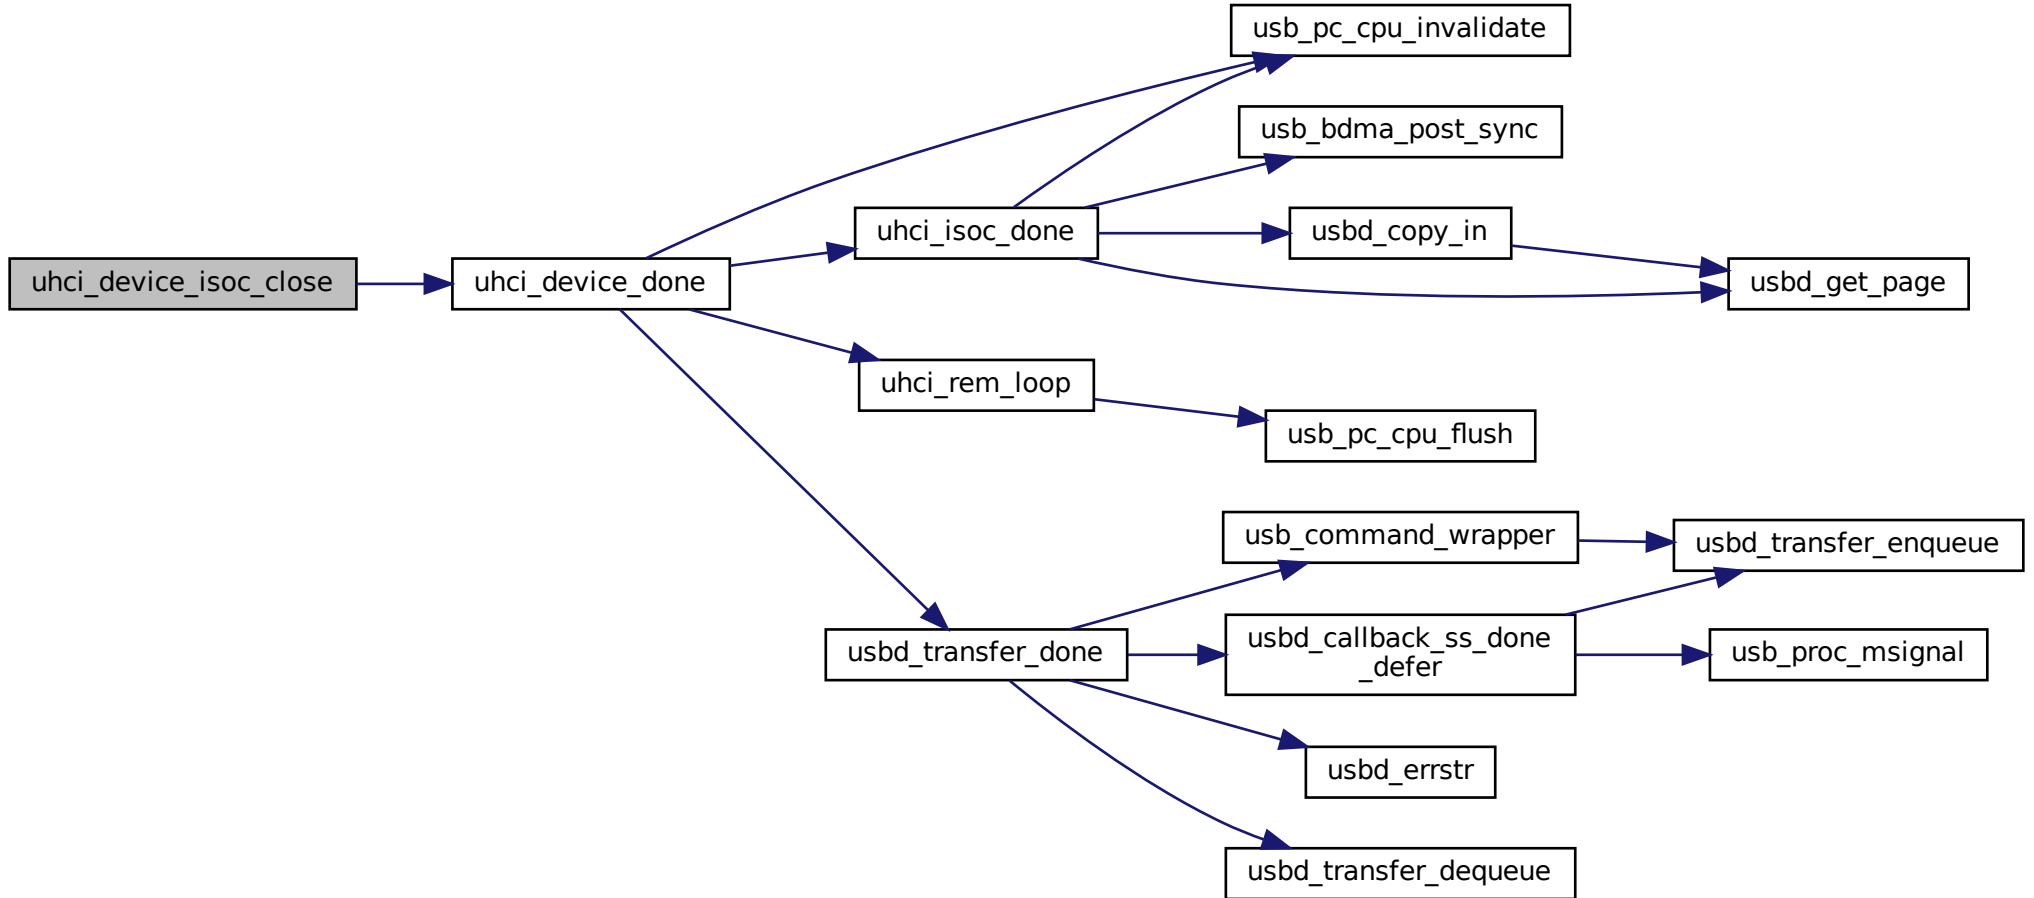 usb_pc_cpu_invalidate
usb_bdma_post_sync
uhci_isoc_done
usbd_copy_in
uhci_device_isoc_close
uhci_device_done
usbd_get_page
uhci_rem_loop
usb_pc_cpu_flush
usb_command_wrapper
usbd_transfer_enqueue
usbd_transfer_done
usbd_callback_ss_done
_defer
usb_proc_msignal
usbd_errstr
usbd_transfer_dequeue